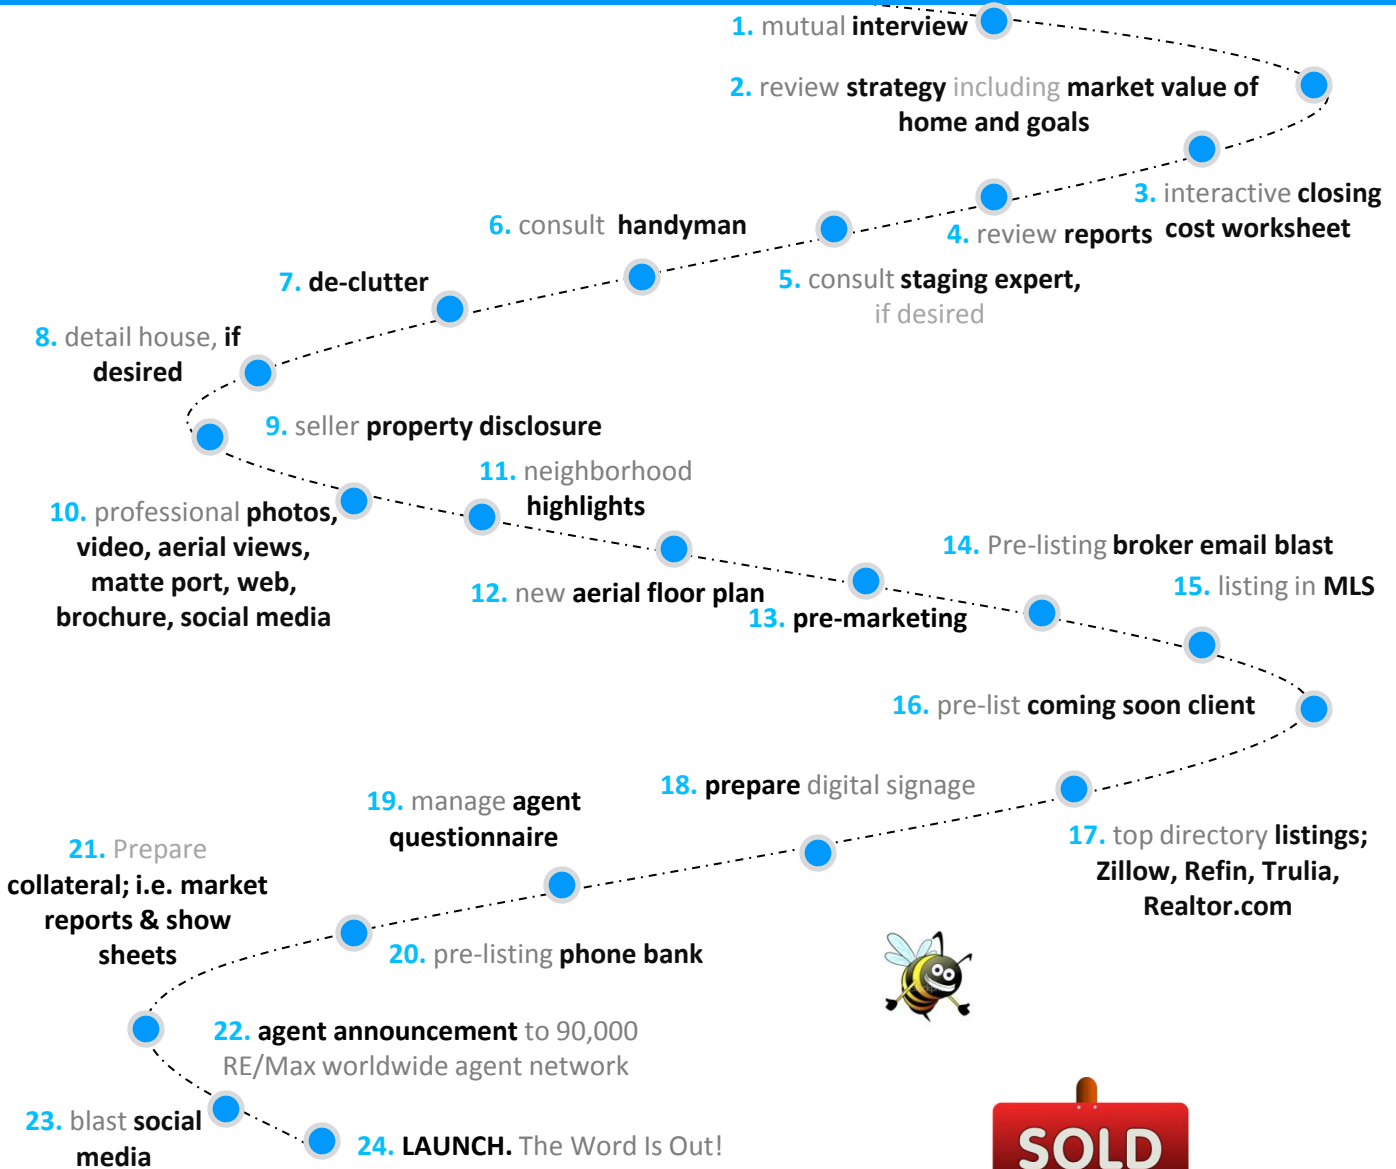 1. mutual interview
2. review strategy including market value of
home and goals
3. interactive closing
cost worksheet
4. review reports
5. consult staging expert,
if desired
6. consult handyman
7. de-clutter
8. detail house, if
desired
9. seller property disclosure
10. professional photos,
video, aerial views,
matte port, web,
brochure, social media
11. neighborhood
highlights
12. new aerial floor plan
13. pre-marketing
14. Pre-listing broker email blast
15. listing in MLS
16. pre-list coming soon client
17. top directory listings;
Zillow, Refin, Trulia,
Realtor.com
18. prepare digital signage
19. manage agent
questionnaire
20. pre-listing phone bank
21. Prepare
collateral; i.e. market
reports & show
sheets
22. agent announcement to 90,000
RE/Max worldwide agent network
23. blast social
media
24. LAUNCH. The Word Is Out!
SOLD